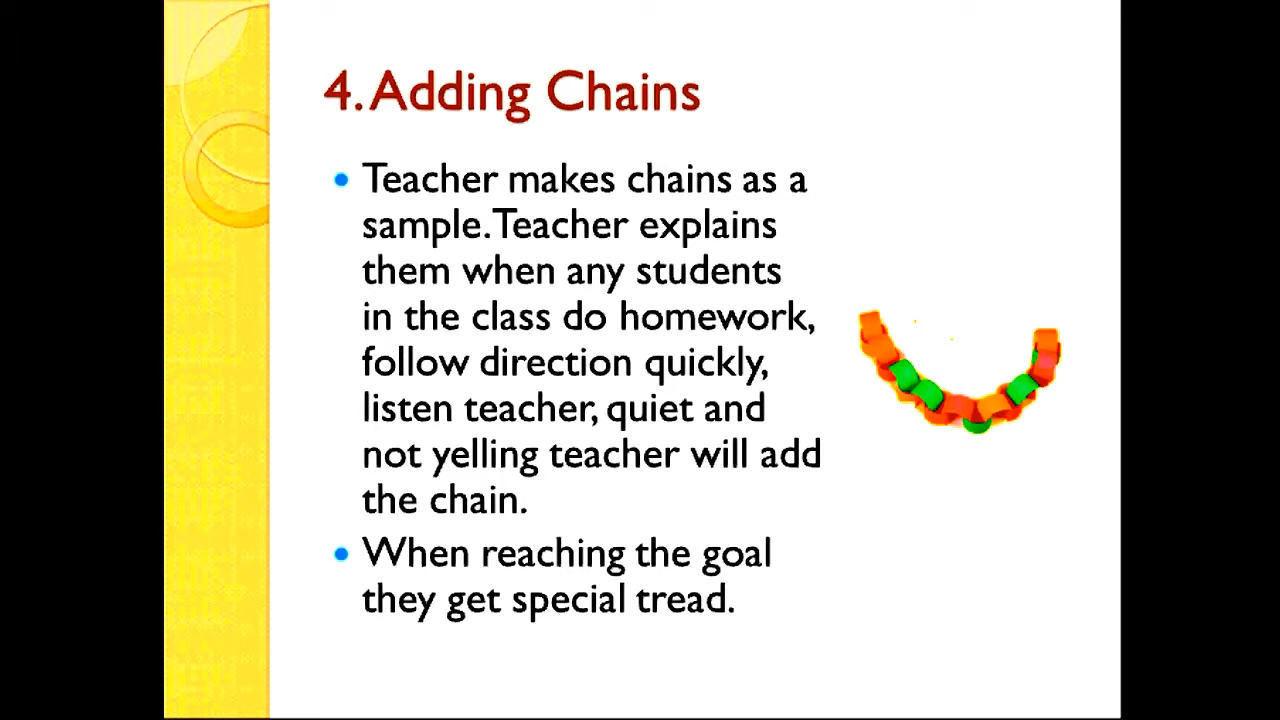 4. Adding Chains
• Teacher makes chains as a
sample. Teacher explains
them when any students
in the class do homework,
follow direction quickly,
listen teacher, quiet and
not yelling teacher will add
the chain.
• When reaching the goal
they get special tread.